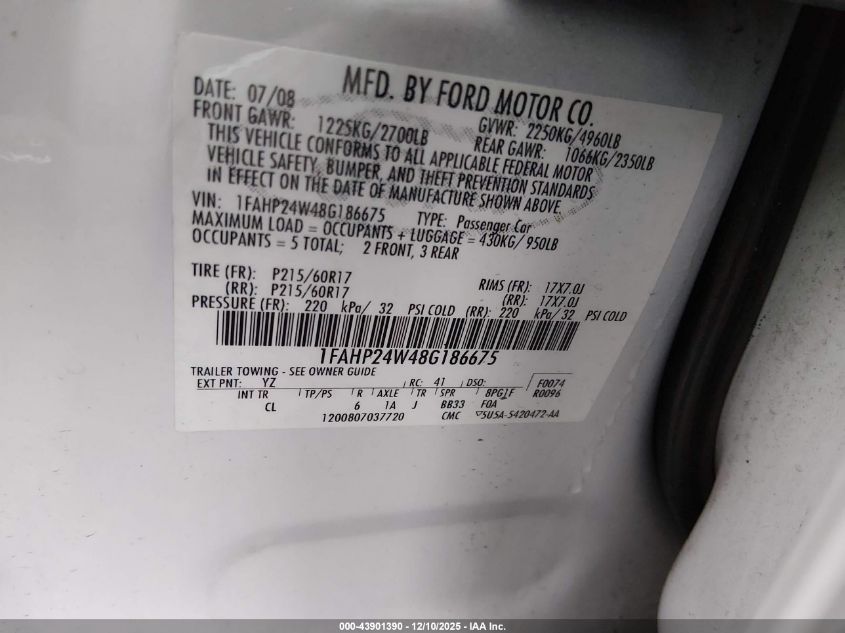 MFD. BY FORD MOTOR CO.
DATE: 07/08 GVWR: 2250KG/4960LB
FRONT GAWR: 1225KG/2700LB REAR GAWR: 1066KG/2350LB
THIS VEHICLE CONFORMS TO ALL APPLICABLE FEDERAL MOTOR
VEHICLE SAFETY, BUMPER, AND THEFT PREVENTION STANDARDS
IN EFFECT ON THE DATE OF MANUFACTURE SHOWN ABOVE.
VIN: 1FAHP24W48G186675 TYPE: Passenger Car
MAXIMUM LOAD = OCCUPANTS + LUGGAGE = 430KG/950LB
OCCUPANTS = 5 TOTAL; 2 FRONT, 3 REAR
TIRE (FR): P215/60R17 RIMS (FR): 17X7.0J
(RR): P215/60R17 (RR): 17X7.0J
PRESSURE (FR): 220 kPa/ 32 PSI COLD (RR): 220 kPa/ 32 PSI COLD
1FAHP24W48G186675
TRAILER TOWING - SEE OWNER GUIDE
EXT PNT: YZ RC: 41 DSO: F0074
INT TR TP/PS R AXLE TR SPR BPGIF R0096
CL 6 1A J BB33 FOA
1200807037720 CMC 5U5A-5420472-AA
000-43901390 - 12/10/2025 - IAA Inc.